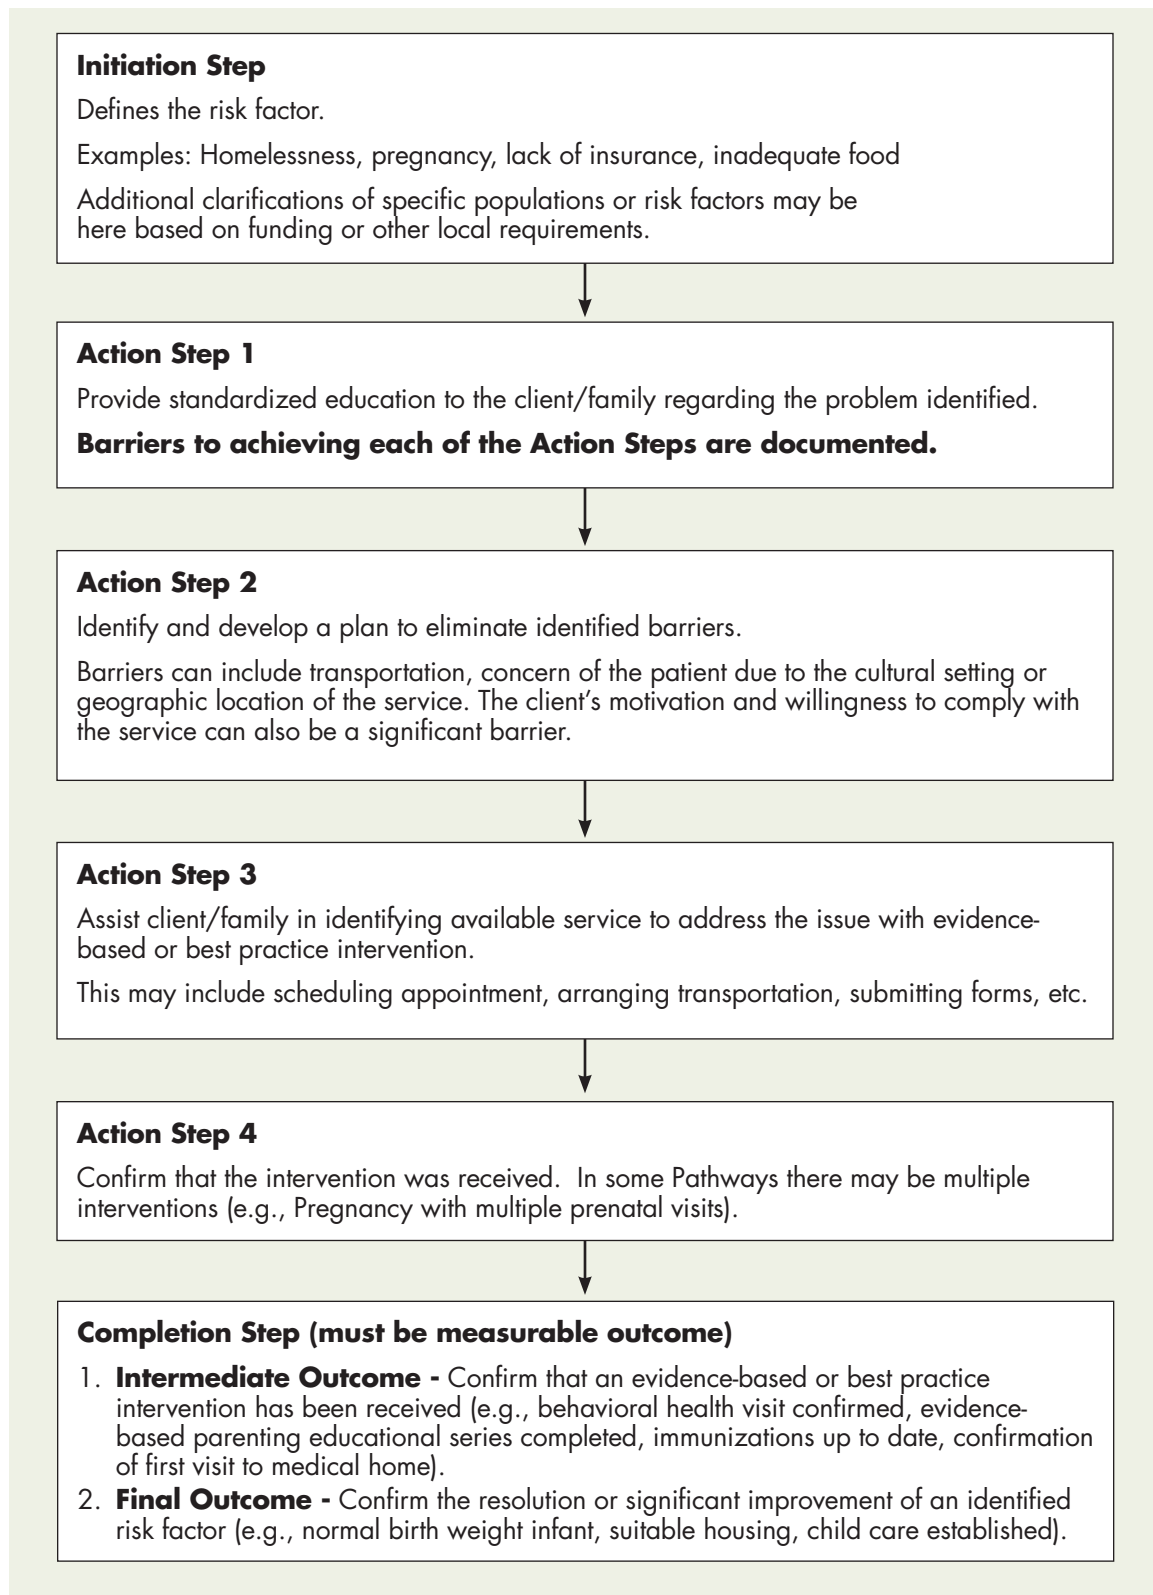 Initiation Step
Defines the risk factor.
Examples: Homelessness, pregnancy, lack of insurance, inadequate food
Additional clarifications of specific populations or risk factors may be
here based on funding or other local requirements.
Action Step 1
Provide standardized education to the client/family regarding the problem identified.
Barriers to achieving each of the Action Steps are documented.
Action Step 2
Identify and develop a plan to eliminate identified barriers.
Barriers can include transportation, concern of the patient due to the cultural setting or
geographic location of the service. The client’s motivation and willingness to comply with
the service can also be a significant barrier.
Action Step 3
Assist client/family in identifying available service to address the issue with evidence-
based or best practice intervention.
This may include scheduling appointment, arranging transportation, submitting forms, etc.
Action Step 4
Confirm that the intervention was received.  In some Pathways there may be multiple
interventions (e.g., Pregnancy with multiple prenatal visits).
Completion Step (must be measurable outcome)
1. Intermediate Outcome - Confirm that an evidence-based or best practice
intervention has been received (e.g., behavioral health visit confirmed, evidence-
based parenting educational series completed, immunizations up to date, confirmation
of first visit to medical home).
2. Final Outcome - Confirm the resolution or significant improvement of an identified
risk factor (e.g., normal birth weight infant, suitable housing, child care established).